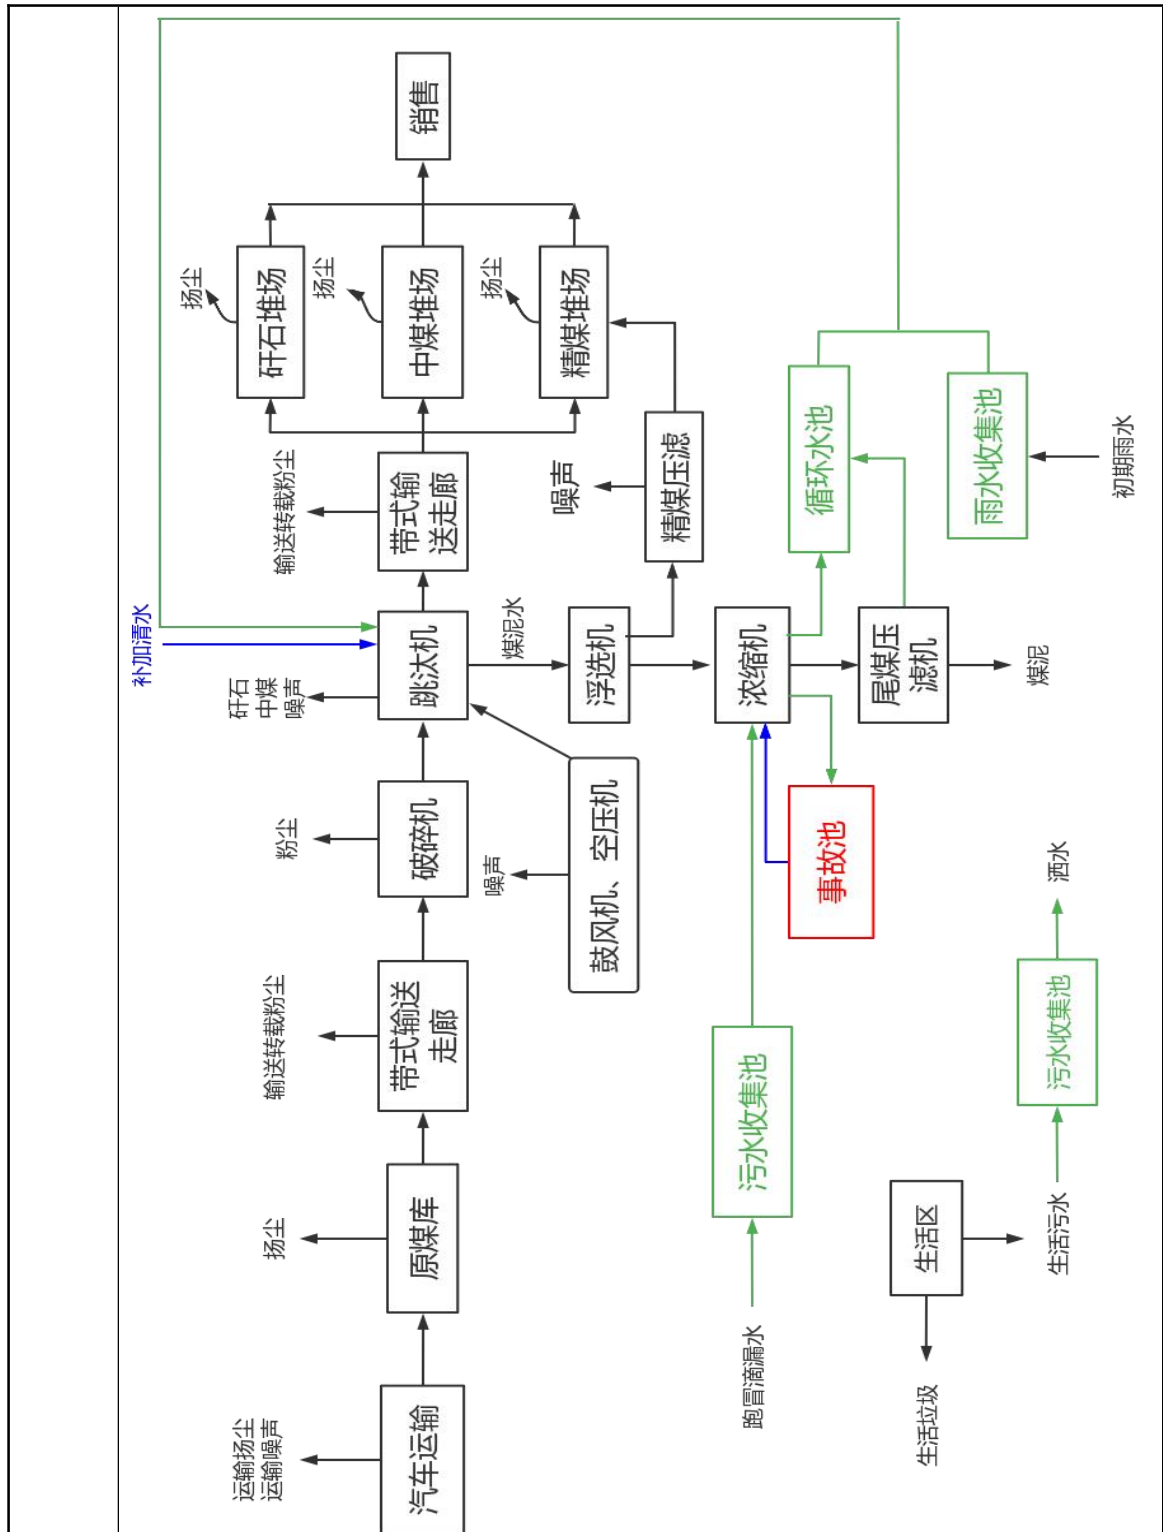 运输扬尘
运输噪声
汽车运输
扬尘
原煤库
输送转载粉尘
带式输送
走廊
粉尘
破碎机
矸石
中煤
噪声
补加清水
跳汰机
输送转载粉尘
带式输
送走廊
扬尘
矸石堆场
扬尘
中煤堆场
扬尘
精煤堆场
销售
噪声
鼓风机、空压机
煤泥水
浮选机
噪声
精煤压滤
跑冒滴漏水
污水收集池
浓缩机
事故池
循环水池
尾煤压
滤机
煤泥
雨水收集池
初期雨水
生活垃圾
生活区
生活污水
污水收集池
洒水